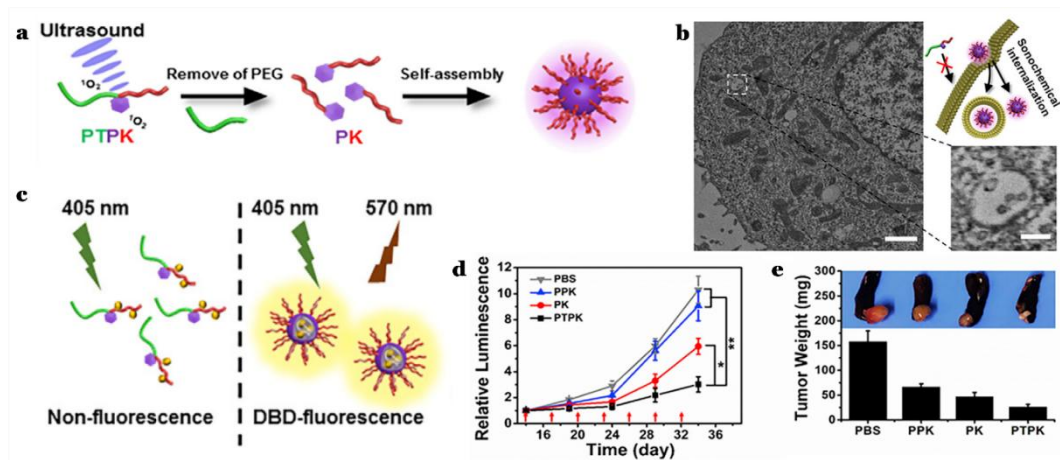 a
Ultrasound
¹O₂
¹O₂
PTPK
Remove of PEG
PK
Self-assembly
b
Sonochemical
internalization
c
405 nm
Non-fluorescence
405 nm
570 nm
DBD-fluorescence
d
Relative Luminescence
12
10
8
6
4
2
0
PBS
PPK
PK
PTPK
*
**
16 20 24 28 32 36
Time (day)
e
Tumor Weight (mg)
300
250
200
150
100
50
0
PBS PPK PK PTPK